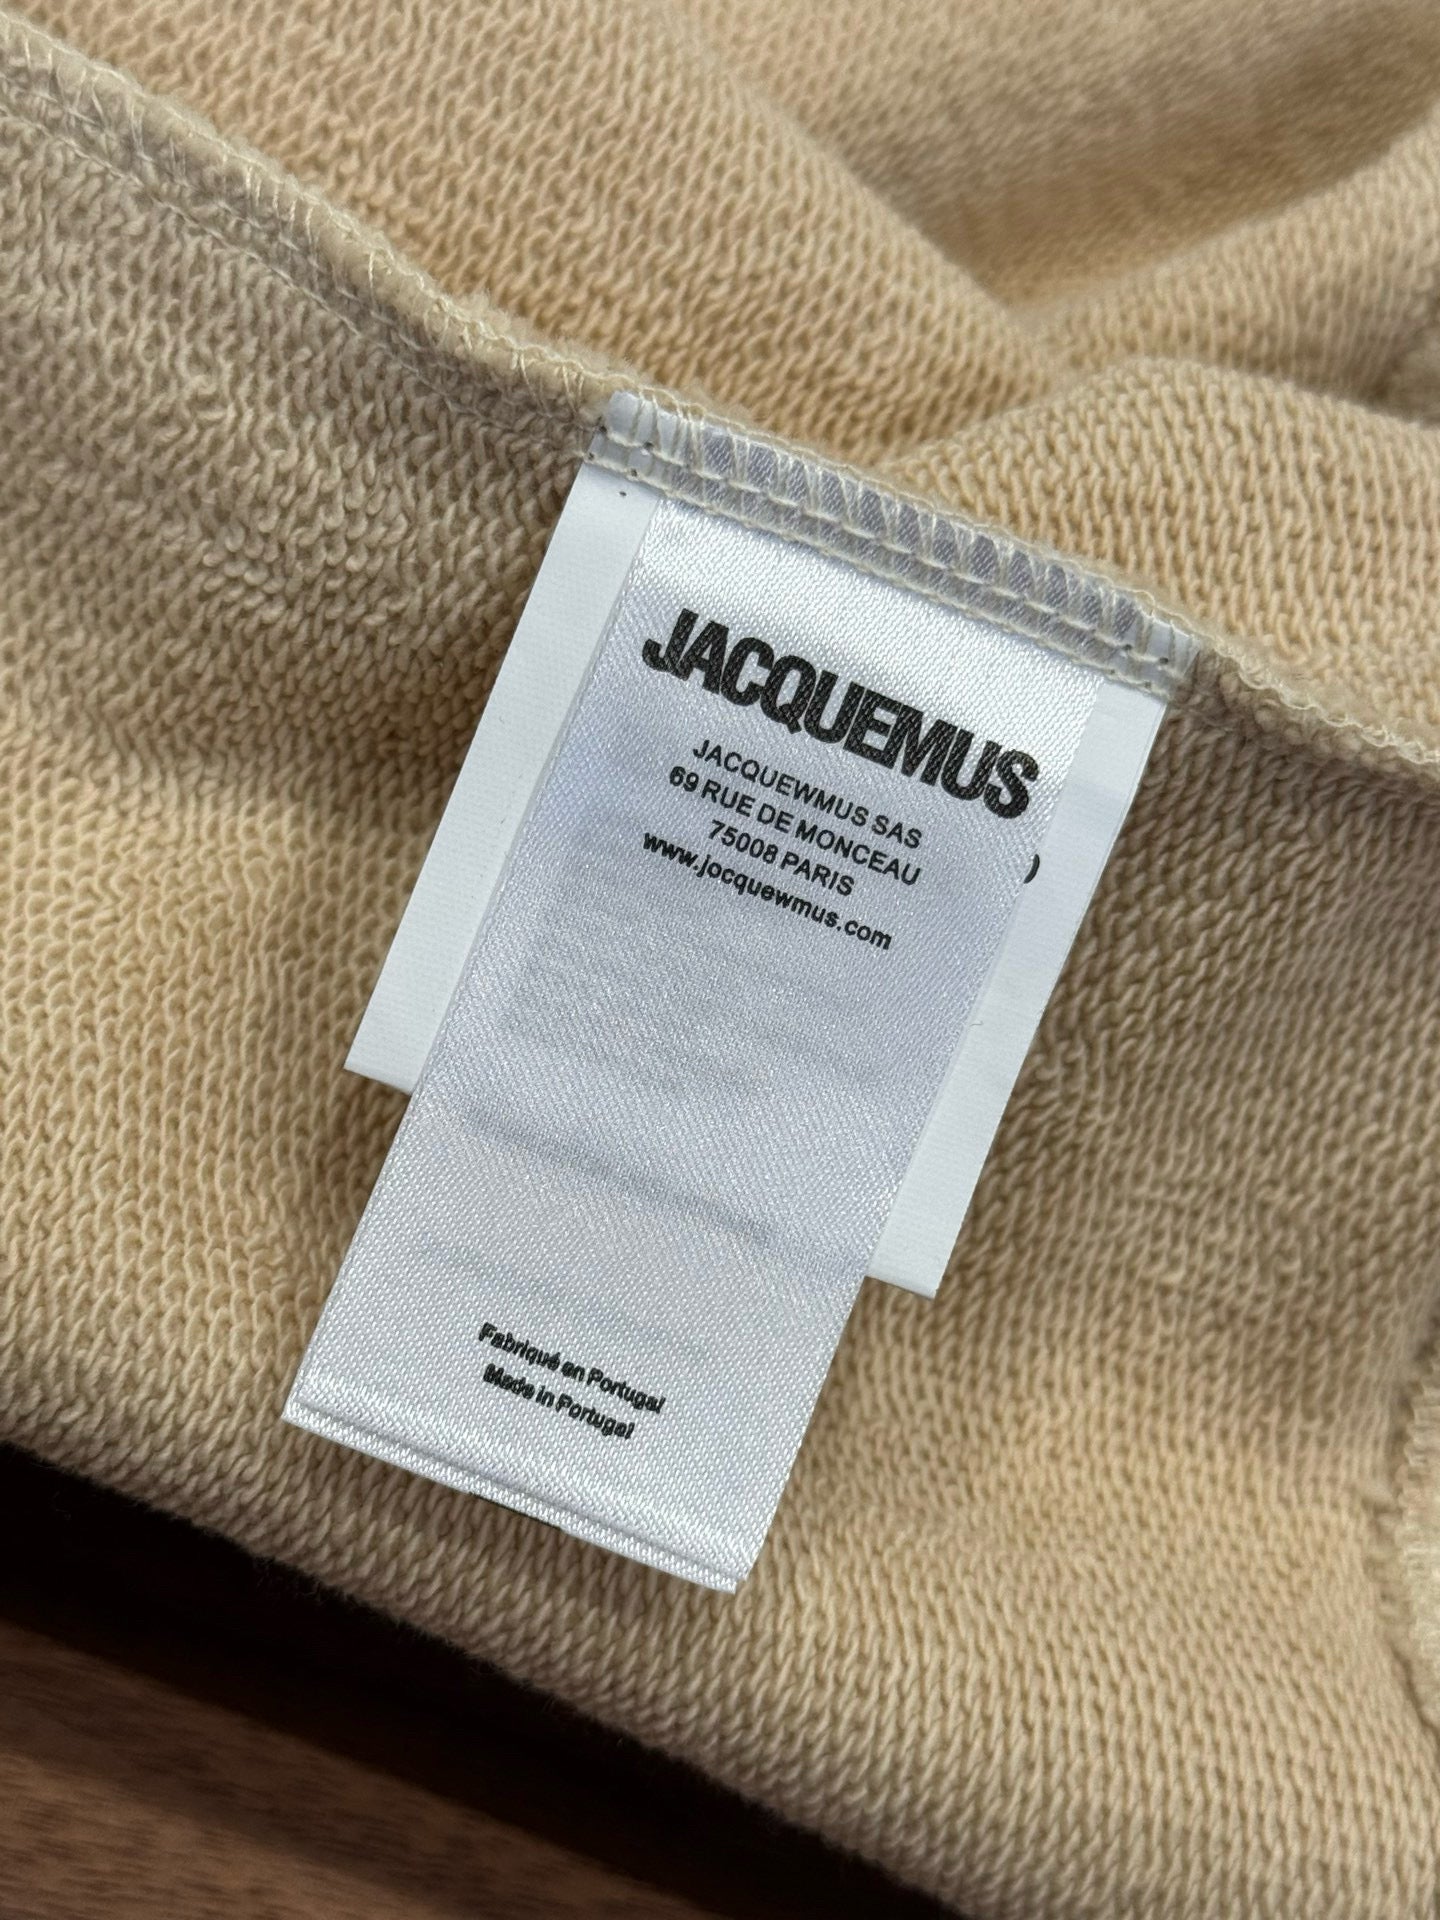 JACQUEMUS
JACQUEWMUS SAS
69 RUE DE MONCEAU
75008 PARIS
www.jocquewmus.com
Fabriqué en Portugal
Made in Portugal